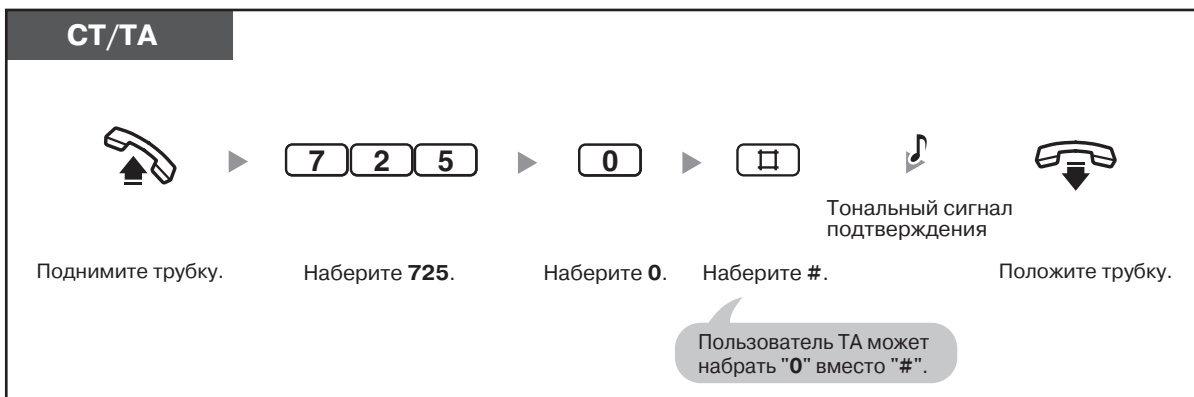 СТ/ТА
7 2 5
0
#
Тональный сигнал
подтверждения
Поднимите трубку.
Наберите 725.
Наберите 0.
Наберите #.
Положите трубку.
Пользователь ТА может
набрать "0" вместо "#".